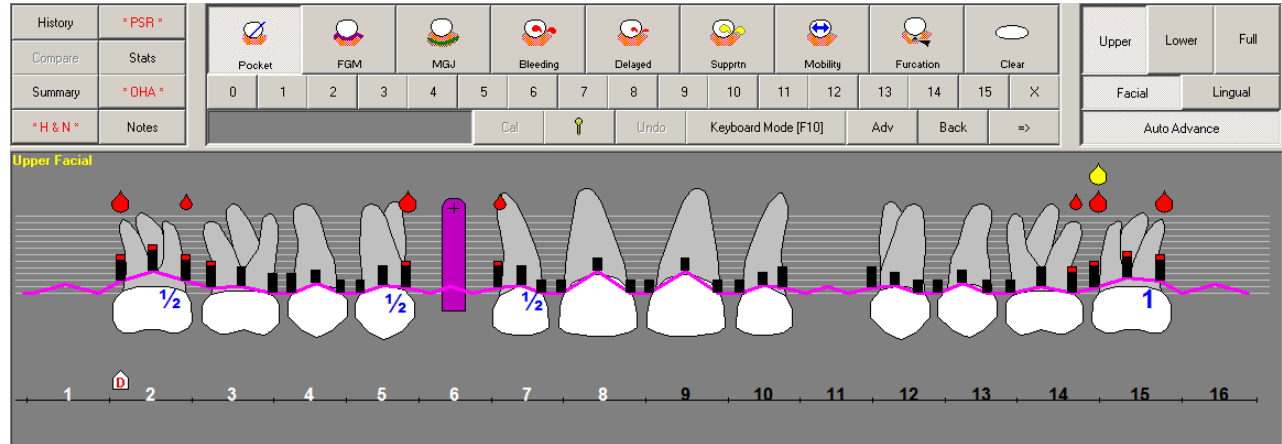 History * PSR *
Compare Stats
Summary * OHA *
* H & N * Notes
Pocket FGM MGJ Bleeding Delayed Supprtn Mobility Furcation Clear
0 1 2 3 4 5 6 7 8 9 10 11 12 13 14 15 X
Cal Undo Keyboard Mode [F10] Adv Back =>
Upper Lower Full
Facial Lingual
Auto Advance
Upper Facial
+
½ ½ ½ 1
D
1 2 3 4 5 6 7 8 9 10 11 12 13 14 15 16